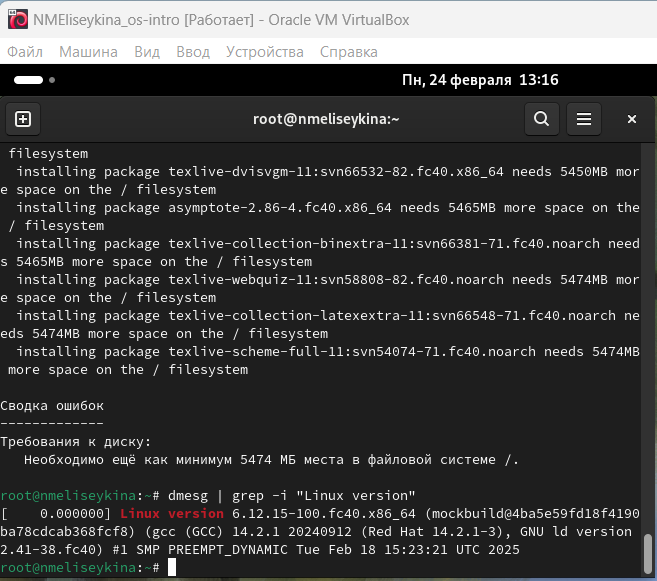 NMEliseykina_os-intro [Работает] - Oracle VM VirtualBox
Файл Машина Вид Ввод Устройства Справка
Пн, 24 февраля 13:16
root@nmeliseykina:~
 filesystem
  installing package texlive-dvisvgm-11:svn66532-82.fc40.x86_64 needs 5450MB mor
e space on the / filesystem
  installing package asymptote-2.86-4.fc40.x86_64 needs 5465MB more space on the
 / filesystem
  installing package texlive-collection-binextra-11:svn66381-71.fc40.noarch need
s 5465MB more space on the / filesystem
  installing package texlive-webquiz-11:svn58808-82.fc40.noarch needs 5474MB mor
e space on the / filesystem
  installing package texlive-collection-latexextra-11:svn66548-71.fc40.noarch ne
eds 5474MB more space on the / filesystem
  installing package texlive-scheme-full-11:svn54074-71.fc40.noarch needs 5474MB
 more space on the / filesystem
Сводка ошибок
-------------
Требования к диску:
   Необходимо ещё как минимум 5474 МБ места в файловой системе /.
root@nmeliseykina:~# dmesg | grep -i "Linux version"
[    0.000000] Linux version 6.12.15-100.fc40.x86_64 (mockbuild@4ba5e59fd18f4190
ba78cdcab368fcf8) (gcc (GCC) 14.2.1 20240912 (Red Hat 14.2.1-3), GNU ld version
2.41-38.fc40) #1 SMP PREEMPT_DYNAMIC Tue Feb 18 15:23:21 UTC 2025
root@nmeliseykina:~#